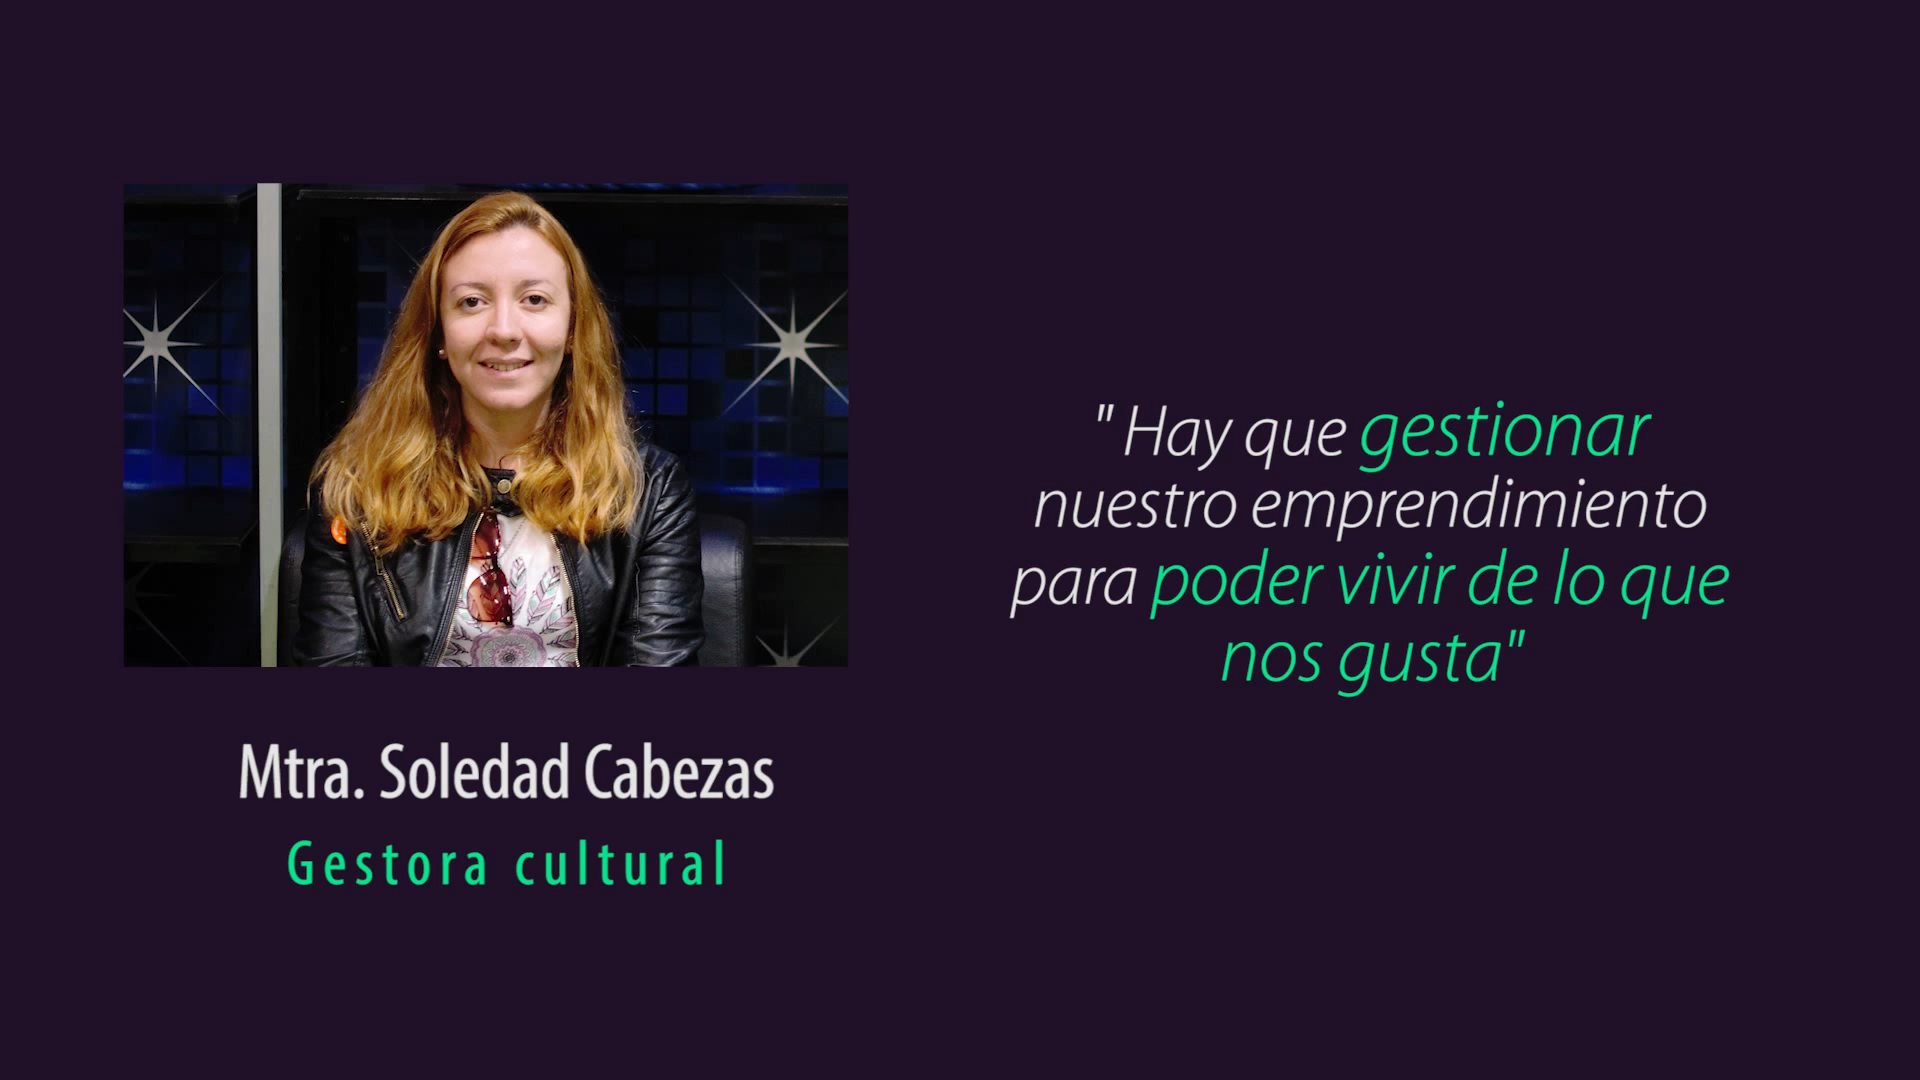 Mtra. Soledad Cabezas
Gestora cultural
" Hay que gestionar
nuestro emprendimiento
para poder vivir de lo que
nos gusta"